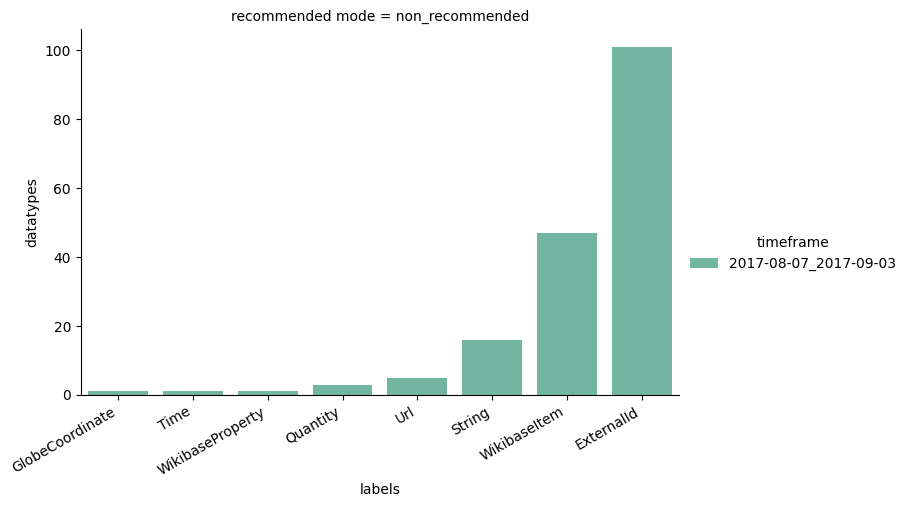 recommended mode = non_recommended
100
80
60
40
20
0
datatypes
GlobeCoordinate
Time
WikibaseProperty
Quantity
Url
String
WikibaseItem
ExternalId
labels
timeframe
2017-08-07_2017-09-03